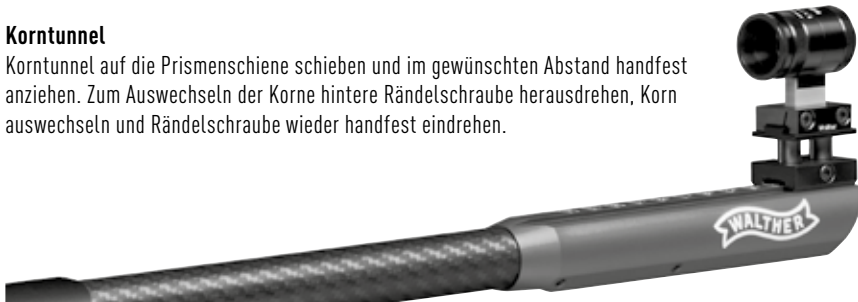 Korntunnel
Korntunnel auf die Prismenschiene schieben und im gewünschten Abstand handfest
anziehen. Zum Auswechseln der Korne hintere Rändelschraube herausdrehen, Korn
auswechseln und Rändelschraube wieder handfest eindrehen.
WALTHER